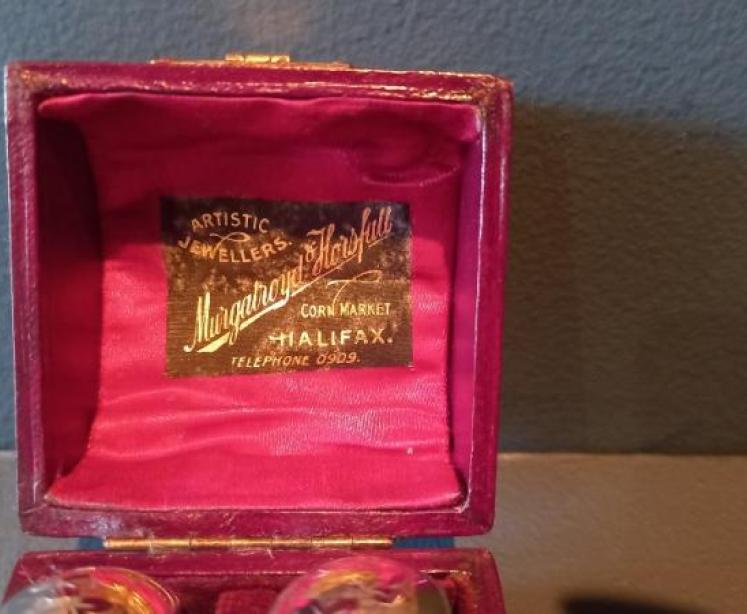 ARTISTIC
JEWELLERS.
Murgatroyd & Horsfall
CORN MARKET
HALIFAX.
TELEPHONE 0909.